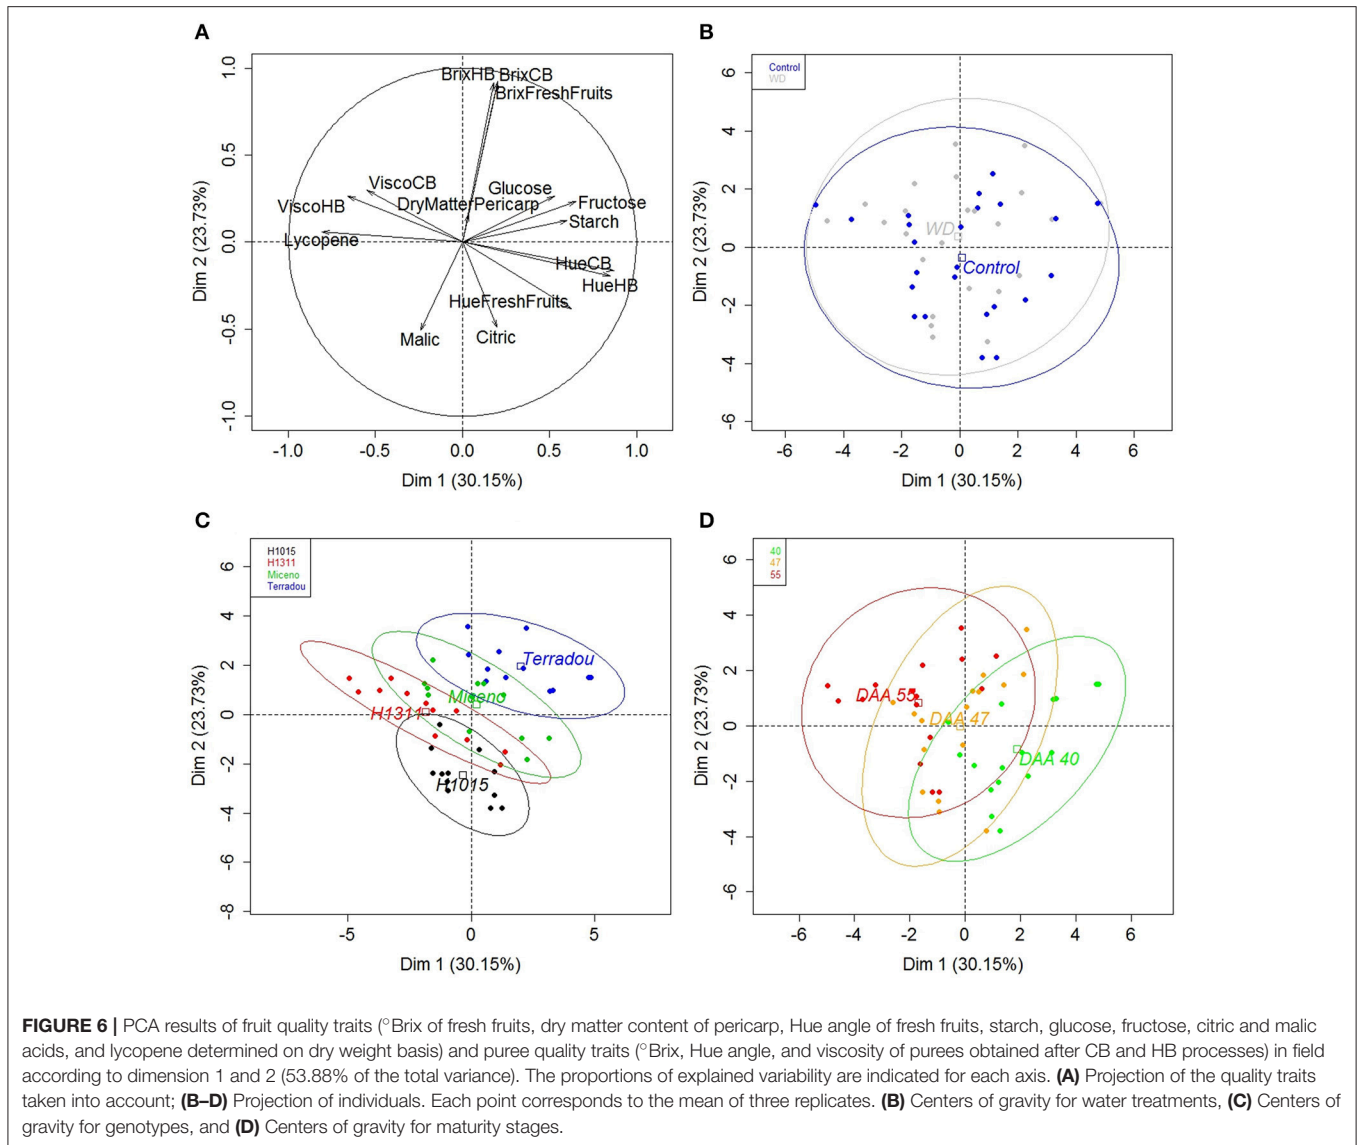 A
1.0
0.5
0.0
-0.5
-1.0
Dim 2 (23.73%)
BrixHB
BrixCB
BrixFreshFruits
ViscoCB
Glucose
ViscoHB
DryMatterPericarp
Fructose
Starch
Lycopene
HueCB
HueHB
HueFreshFruits
Malic
Citric
-1.0 -0.5 0.0 0.5 1.0
Dim 1 (30.15%)
B
Control
WD
6
4
2
0
-2
-4
-6
Dim 2 (23.73%)
WD
Control
-6 -4 -2 0 2 4 6
Dim 1 (30.15%)
C
H1015
H1311
Miceno
Terradou
6
4
2
0
-2
-4
-6
-8
Dim 2 (23.73%)
Terradou
Miceno
H1311
H1015
-5 0 5
Dim 1 (30.15%)
D
40
47
55
6
4
2
0
-2
-4
-6
Dim 2 (23.73%)
DAA 55
DAA 47
DAA 40
-6 -4 -2 0 2 4 6
Dim 1 (30.15%)
FIGURE 6 | PCA results of fruit quality traits (°Brix of fresh fruits, dry matter content of pericarp, Hue angle of fresh fruits, starch, glucose, fructose, citric and malic
acids, and lycopene determined on dry weight basis) and puree quality traits (°Brix, Hue angle, and viscosity of purees obtained after CB and HB processes) in field
according to dimension 1 and 2 (53.88% of the total variance). The proportions of explained variability are indicated for each axis. (A) Projection of the quality traits
taken into account; (B–D) Projection of individuals. Each point corresponds to the mean of three replicates. (B) Centers of gravity for water treatments, (C) Centers of
gravity for genotypes, and (D) Centers of gravity for maturity stages.